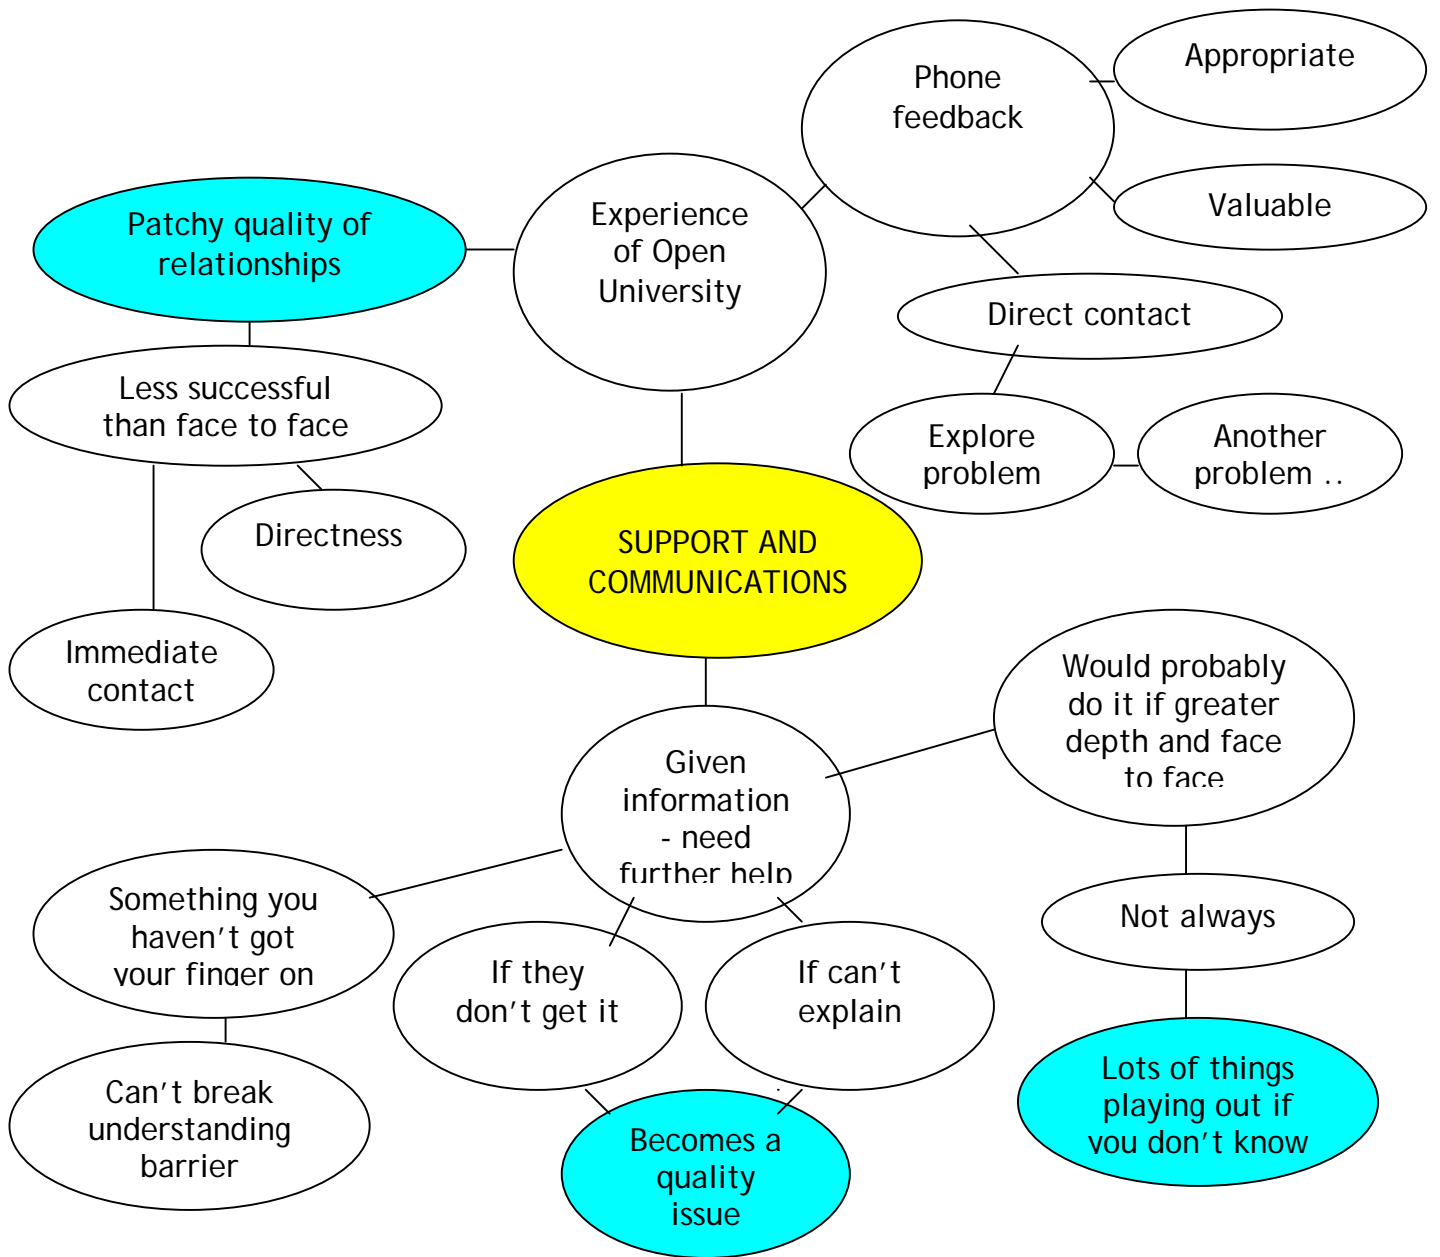 Phone
feedback
Appropriate
Valuable
Patchy quality of
relationships
Experience
of Open
University
Direct contact
Less successful
than face to face
Explore
problem
Another
problem ..
Directness
SUPPORT AND
COMMUNICATIONS
Immediate
contact
Would probably
do it if greater
depth and face
to face
Given
information
- need
further help
Something you
haven't got
your finger on
Not always
If they
don't get it
If can't
explain
Can't break
understanding
barrier
Becomes a
quality
issue
Lots of things
playing out if
you don't know